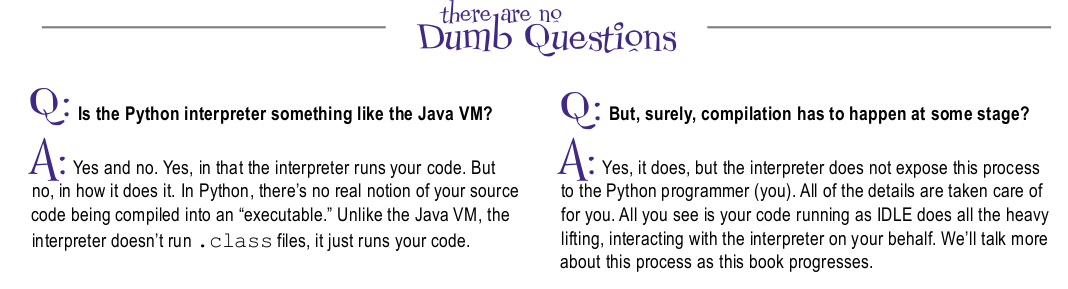 there are no
Dumb Questions
Q: Is the Python interpreter something like the Java VM?
A: Yes and no. Yes, in that the interpreter runs your code. But
no, in how it does it. In Python, there’s no real notion of your source
code being compiled into an “executable.” Unlike the Java VM, the
interpreter doesn’t run .class files, it just runs your code.
Q: But, surely, compilation has to happen at some stage?
A: Yes, it does, but the interpreter does not expose this process
to the Python programmer (you). All of the details are taken care of
for you. All you see is your code running as IDLE does all the heavy
lifting, interacting with the interpreter on your behalf. We’ll talk more
about this process as this book progresses.